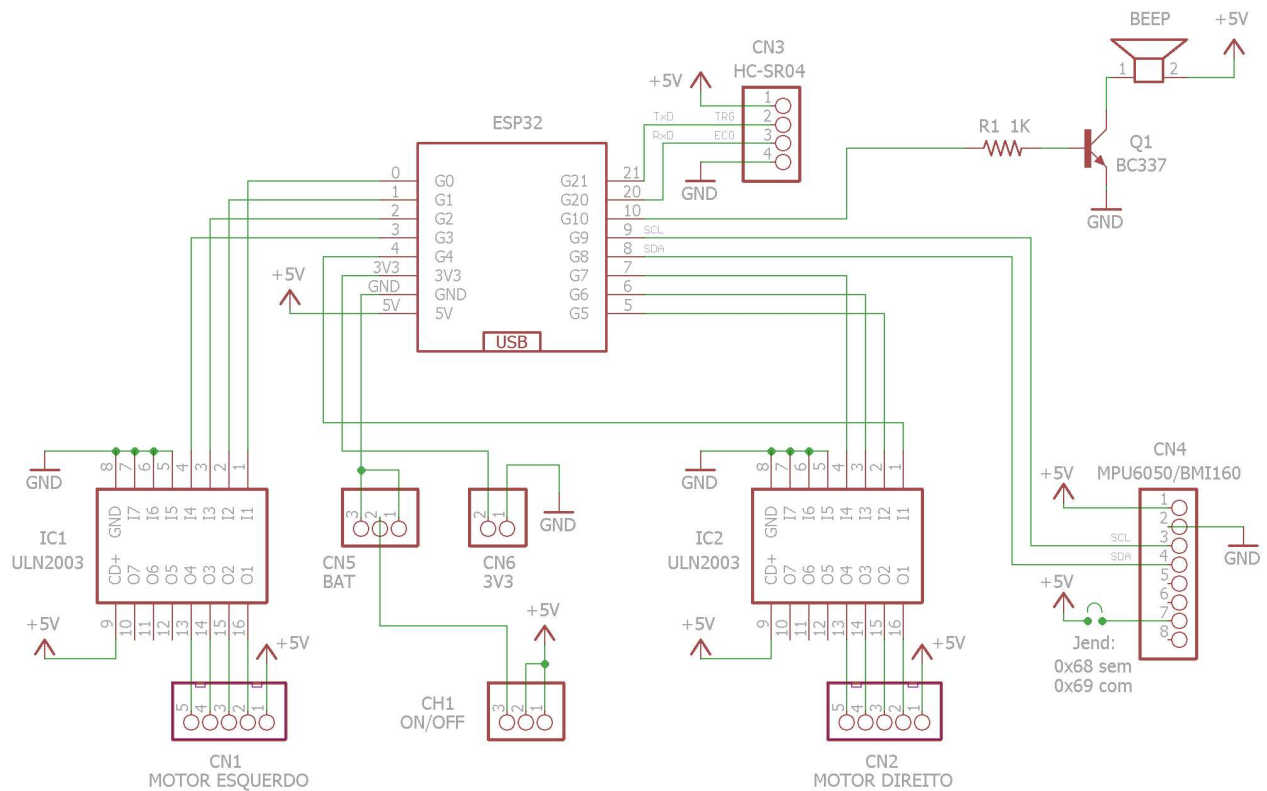 BEEP
+5V
1
2
CN3
HC-SR04
+5V
1
TxD TRG 2
RxD ECO 3
4
GND
R1 1K
Q1
BC337
GND
ESP32
0 G0 G21 21
1 G1 G20 20
2 G2 G10 10
3 G3 G9 9 SCL
4 G4 G8 8 SDA
3V3 3V3 G7 7
GND GND G6 6
5V 5V G5 5
+5V
USB
GND
8 7 6 5 4 3 2 1
GND I7 I6 I5 I4 I3 I2 I1
IC1
ULN2003
CD+ O7 O6 O5 O4 O3 O2 O1
9 10 11 12 13 14 15 16
+5V
+5V
5 4 3 2 1
CN1
MOTOR ESQUERDO
3 2 1
CN5
BAT
2 1
CN6
3V3
GND
+5V
CH1
ON/OFF
3 2 1
GND
8 7 6 5 4 3 2 1
GND I7 I6 I5 I4 I3 I2 I1
IC2
ULN2003
CD+ O7 O6 O5 O4 O3 O2 O1
9 10 11 12 13 14 15 16
+5V
+5V
5 4 3 2 1
CN2
MOTOR DIREITO
CN4
MPU6050/BMI160
+5V
1
2
SCL 3
SDA 4
5
6
7
8
GND
+5V
Jend:
0x68 sem
0x69 com